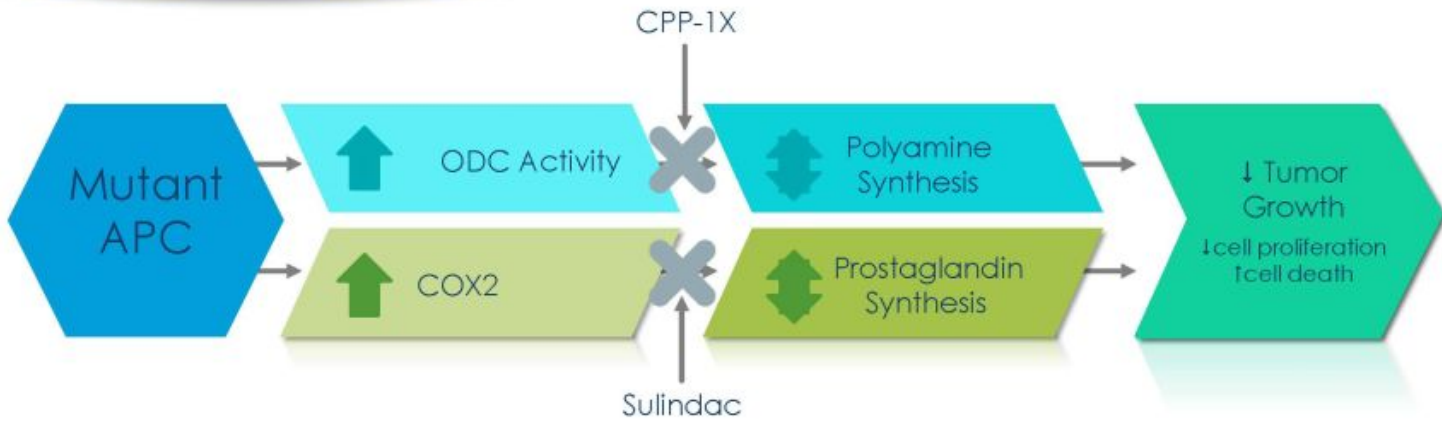 CPP-1X
Mutant
APC
ODC Activity
Polyamine
Synthesis
COX2
Prostaglandin
Synthesis
↓ Tumor
Growth
↓cell proliferation
↑cell death
Sulindac